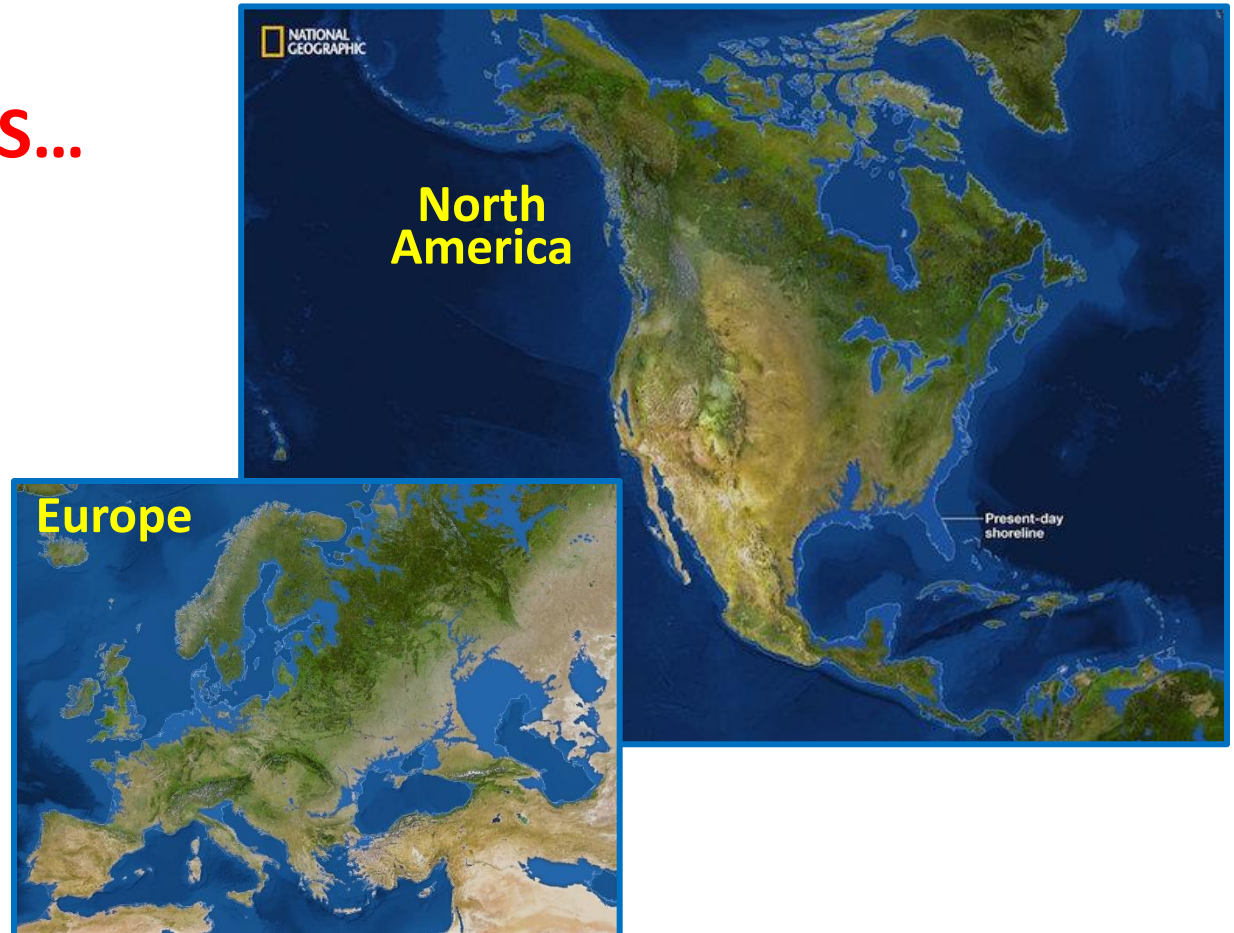 NATIONAL
GEOGRAPHIC
S...
North
America
Europe
Present-day
shoreline